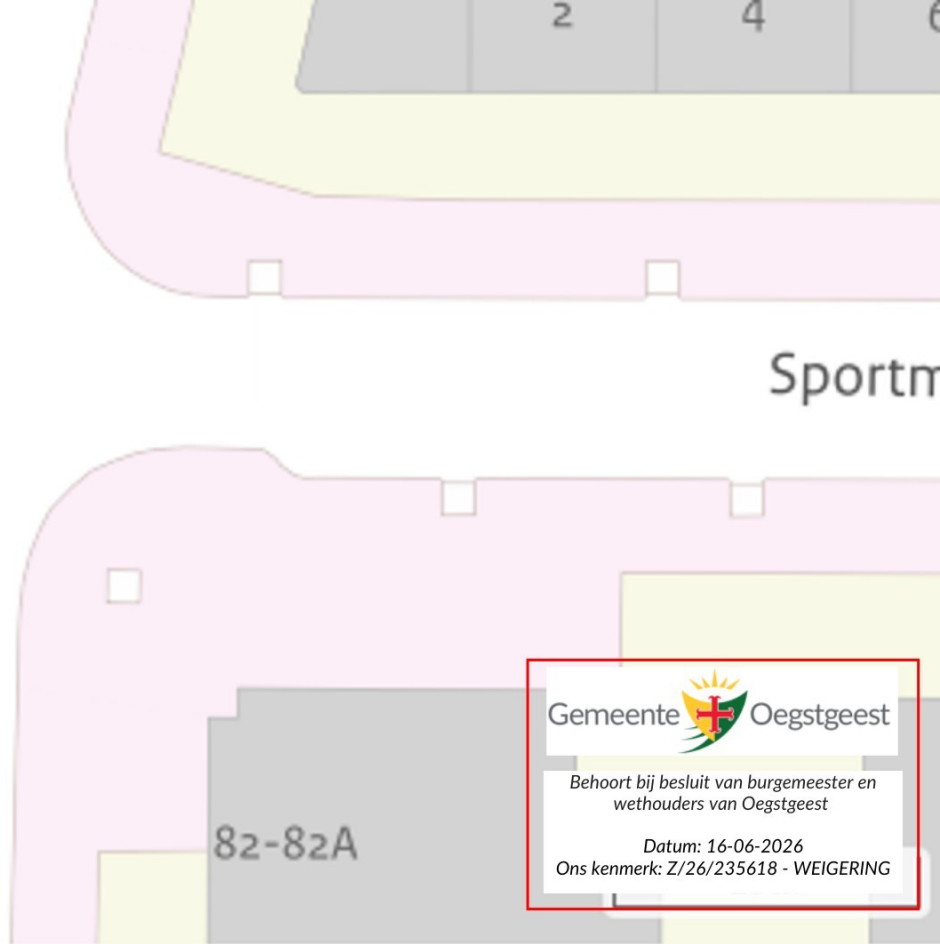 2
4
Sportm
Gemeente Oegstgeest
Behoort bij besluit van burgemeester en
wethouders van Oegstgeest
Datum: 16-06-2026
Ons kenmerk: Z/26/235618 - WEIGERING
82-82A